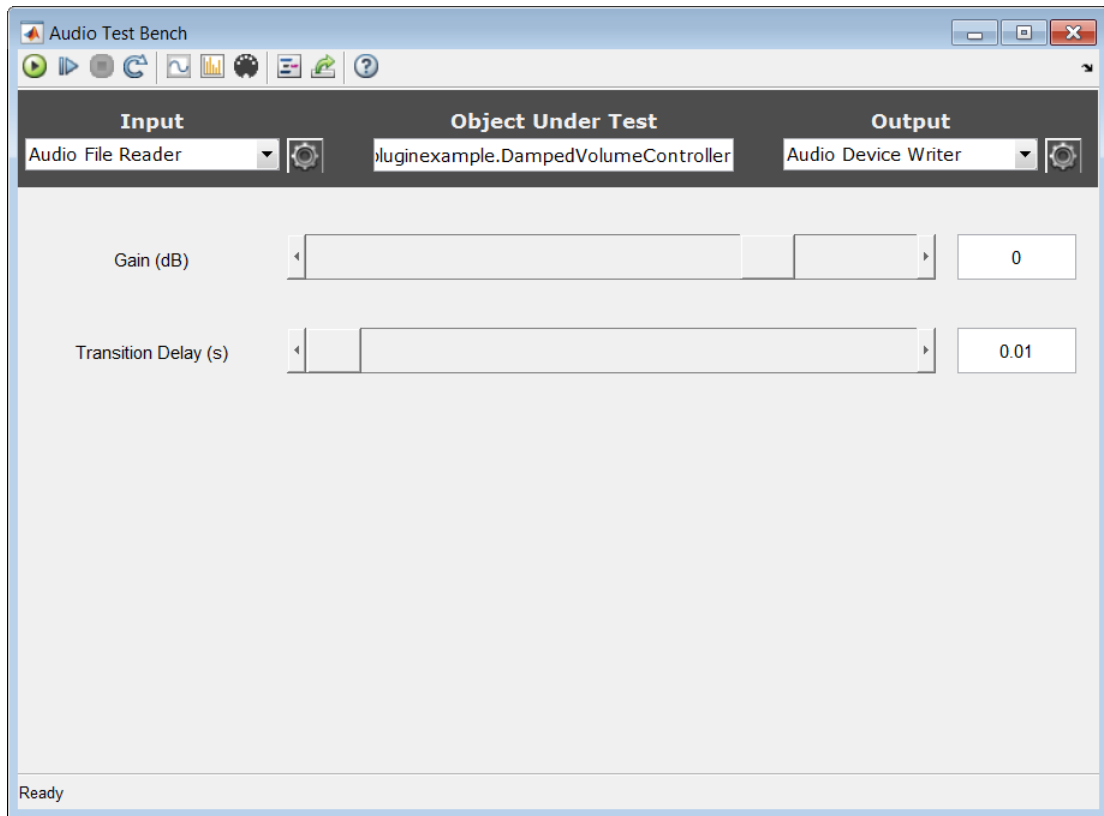 Audio Test Bench
Input Object Under Test Output
Audio File Reader luginexample.DampedVolumeController Audio Device Writer
Gain (dB) 0
Transition Delay (s) 0.01
Ready